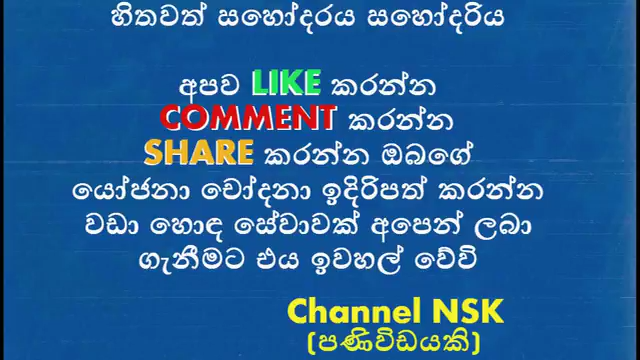 හිතවත් සහෝදරය සහෝදරිය
අපව LIKE කරන්න
COMMENT කරන්න
SHARE කරන්න ඔබගේ
යෝජනා චෝදනා ඉදිරිපත් කරන්න
වඩා හොඳ සේවාවක් අපෙන් ලබා
ගැනීමට එය ඉවහල් වේවි
Channel NSK
(පණිවිඩයකි)